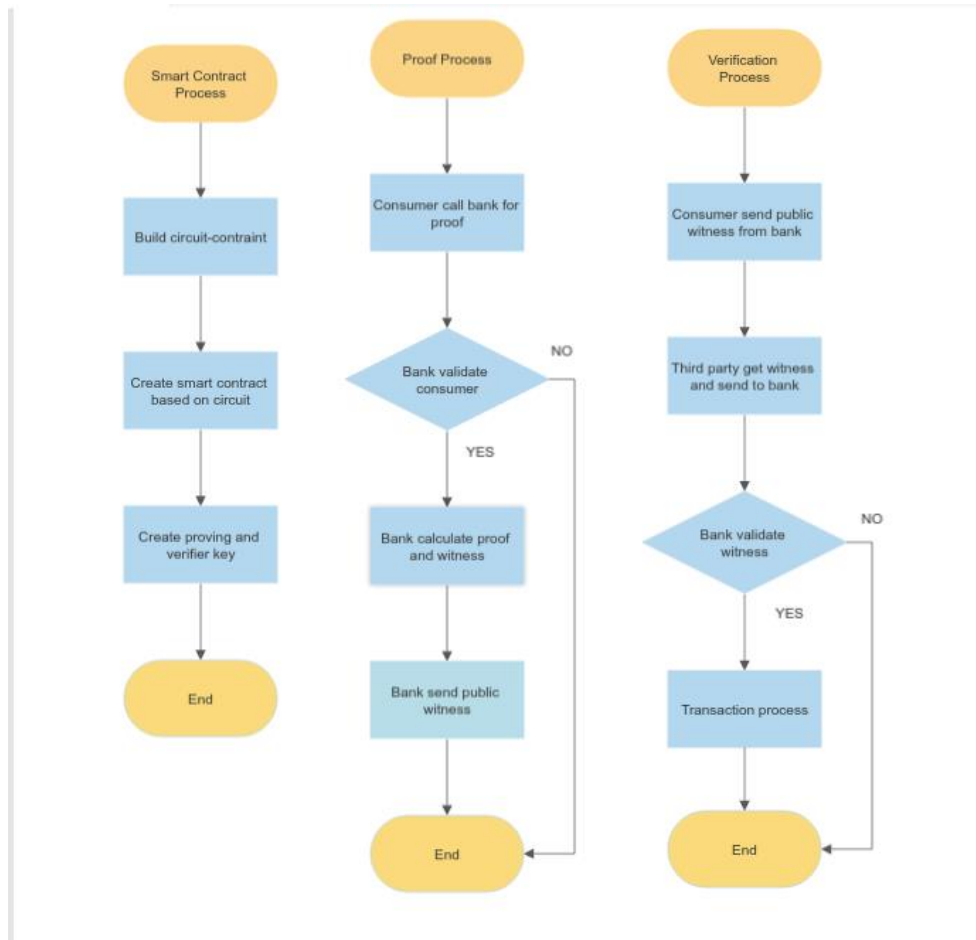 Smart Contract
Process
Build circuit-contraint
Create smart contract
based on circuit
Create proving and
verifier key
End
Proof Process
Consumer call bank for
proof
Bank validate
consumer
NO
YES
Bank calculate proof
and witness
Bank send public
witness
End
Verification
Process
Consumer send public
witness from bank
Third party get witness
and send to bank
Bank validate
witness
NO
YES
Transaction process
End